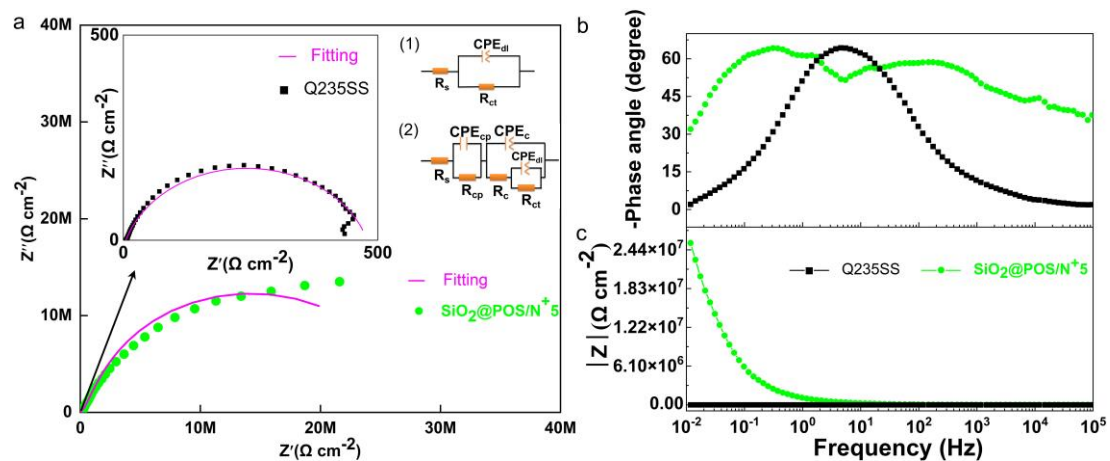 a
40M
30M
20M
10M
0
Z′′(Ω cm⁻²)
0
10M
20M
30M
40M
Z′(Ω cm⁻²)
500
0
Z′′(Ω cm⁻²)
0
500
Z′(Ω cm⁻²)
Fitting
Q235SS
(1)
CPEdl
Rs
Rct
(2)
CPEcp CPEc
CPEdl
Rs
Rcp
Rc
Rct
Fitting
SiO₂@POS/N⁺5
b
-Phase angle (degree)
60
45
30
15
0
c
|Z|(Ω cm⁻²)
2.44×10⁷
1.83×10⁷
1.22×10⁷
6.10×10⁶
0.00
Q235SS
SiO₂@POS/N⁺5
10⁻² 10⁻¹ 10⁰ 10¹ 10² 10³ 10⁴ 10⁵
Frequency (Hz)